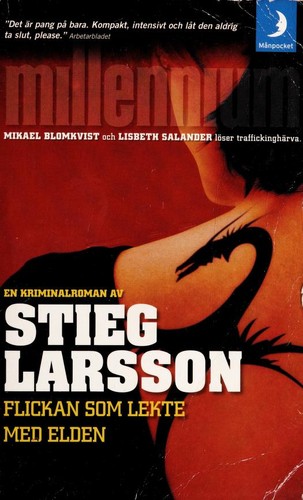 "Det är pang på bara. Kompakt, intensivt och låt den aldrig
ta slut, please." Arbetarbladet
Månpocket
millennium
MIKAEL BLOMKVIST och LISBETH SALANDER löser traffickinghärva.
EN KRIMINALROMAN AV
STIEG
LARSSON
FLICKAN SOM LEKTE
MED ELDEN